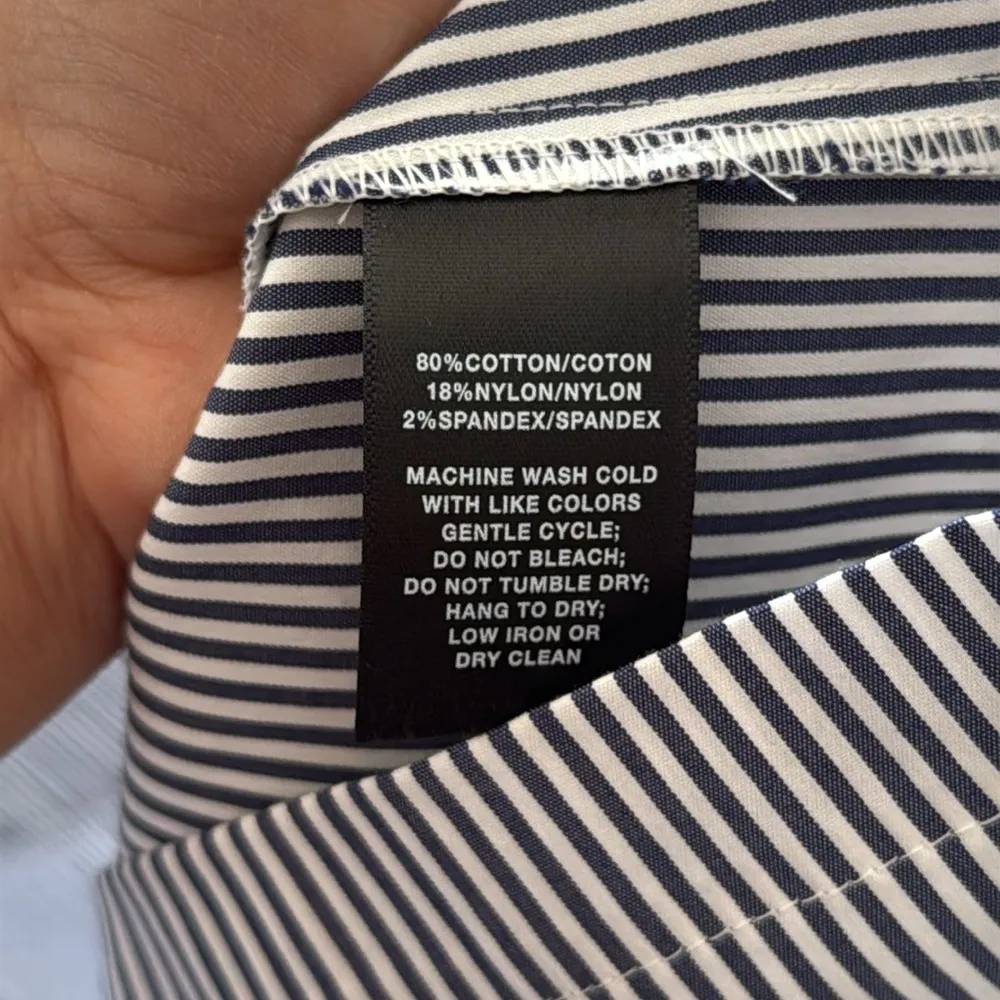 80%COTTON/COTON
18%NYLON/NYLON
2%SPANDEX/SPANDEX
MACHINE WASH COLD
WITH LIKE COLORS
GENTLE CYCLE;
DO NOT BLEACH;
DO NOT TUMBLE DRY;
HANG TO DRY;
LOW IRON OR
DRY CLEAN